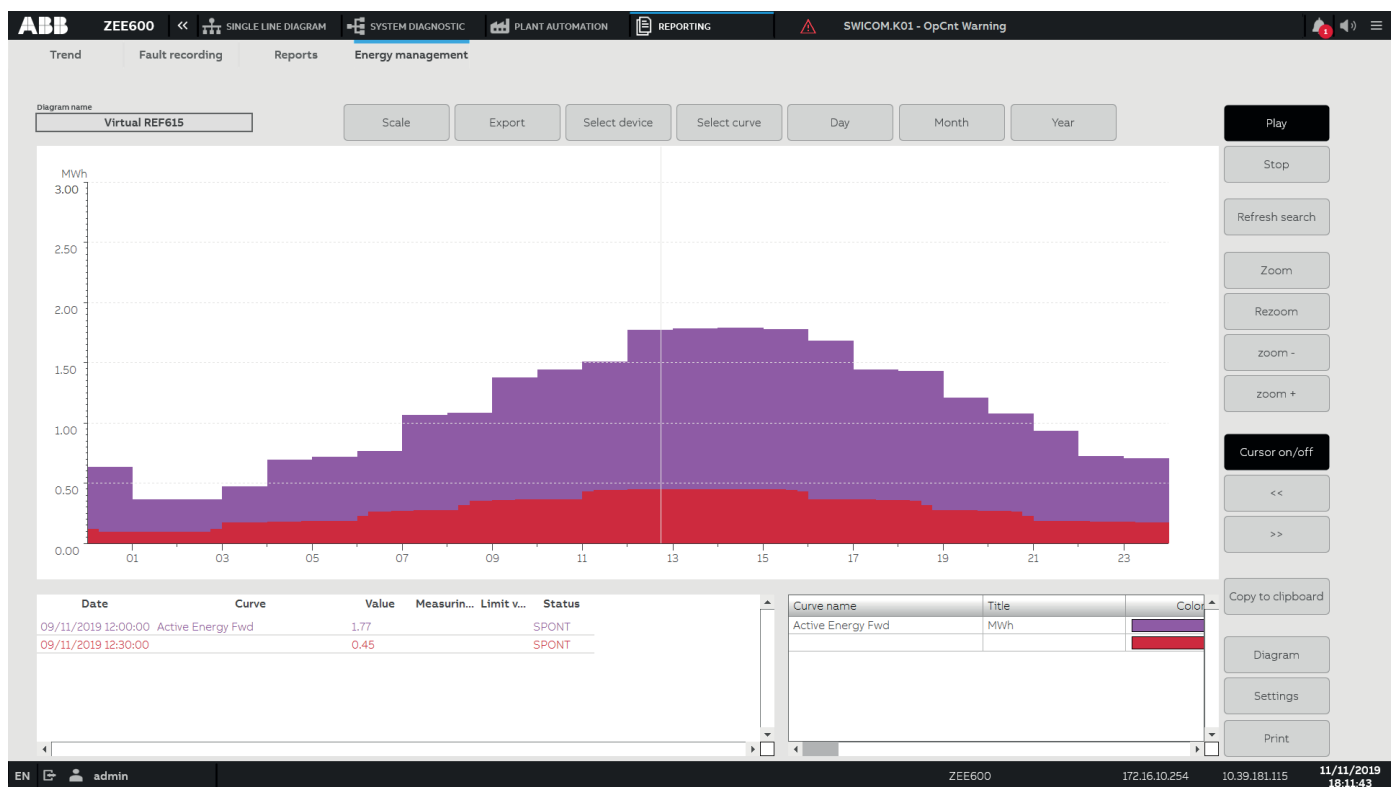 ABB ZEE600 << SINGLE LINE DIAGRAM SYSTEM DIAGNOSTIC PLANT AUTOMATION REPORTING SWICOM.K01 - OpCnt Warning 1
Trend Fault recording Reports Energy management
Diagram name
Virtual REF615
Scale Export Select device Select curve Day Month Year
Play
Stop
Refresh search
Zoom
Rezoom
zoom -
zoom +
Cursor on/off
<<
>>
Copy to clipboard
Diagram
Settings
Print
MWh
3.00
2.50
2.00
1.50
1.00
0.50
0.00
01 03 05 07 09 11 13 15 17 19 21 23
Date Curve Value Measurin... Limit v... Status
09/11/2019 12:00:00 Active Energy Fwd 1.77 SPONT
09/11/2019 12:30:00 0.45 SPONT
Curve name Title Color
Active Energy Fwd MWh
EN admin ZEE600 172.16.10.254 10.39.181.115 11/11/2019
18:11:43